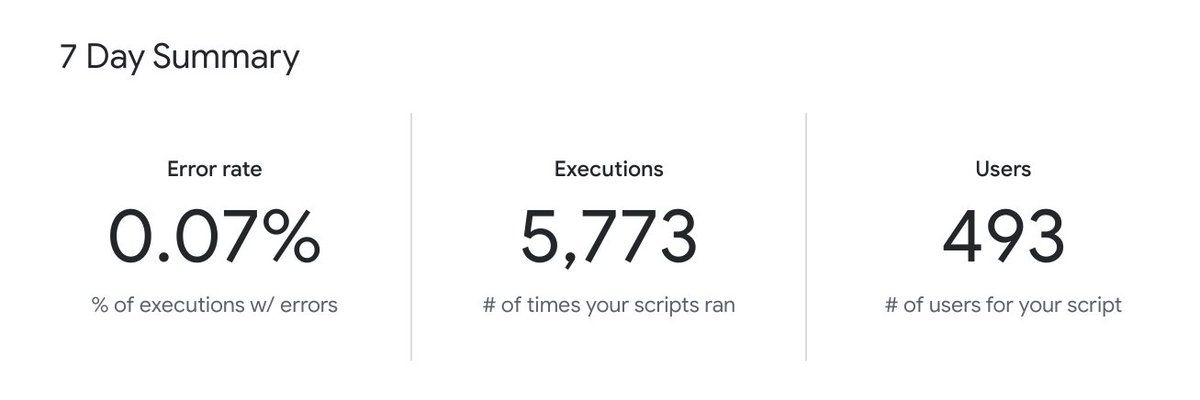 7 Day Summary
Error rate
0.07%
% of executions w/ errors
Executions
5,773
# of times your scripts ran
Users
493
# of users for your script